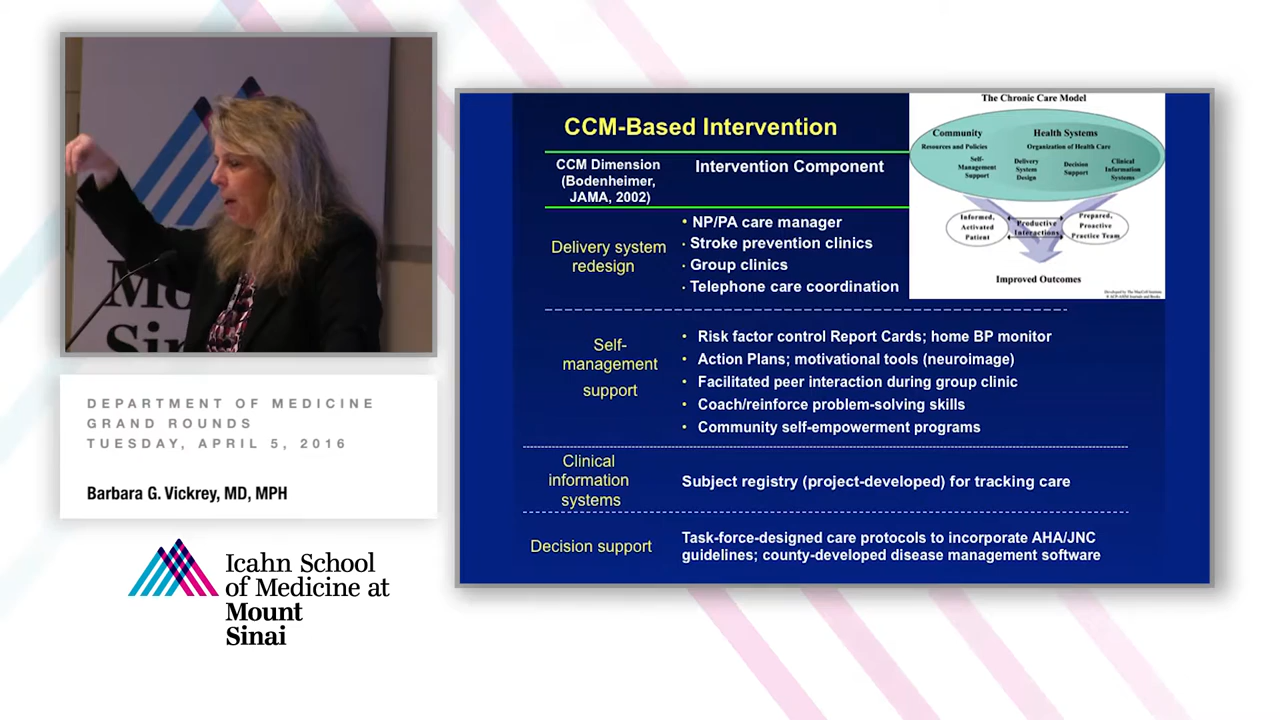 MOUNT
Mo
Sinai
DEPARTMENT OF MEDICINE
GRAND ROUNDS
TUESDAY, APRIL 5, 2016
Barbara G. Vickrey, MD, MPH
Icahn School
of Medicine at
Mount
Sinai
CCM-Based Intervention
CCM Dimension
(Bodenheimer,
JAMA, 2002)
Intervention Component
Delivery system
redesign
• NP/PA care manager
· Stroke prevention clinics
· Group clinics
· Telephone care coordination
Self-
management
support
• Risk factor control Report Cards; home BP monitor
• Action Plans; motivational tools (neuroimage)
• Facilitated peer interaction during group clinic
• Coach/reinforce problem-solving skills
• Community self-empowerment programs
Clinical
information
systems
Subject registry (project-developed) for tracking care
Decision support
Task-force-designed care protocols to incorporate AHA/JNC
guidelines; county-developed disease management software
The Chronic Care Model
Community
Resources and Policies
Health Systems
Organization of Health Care
Self-
Management
Support
Delivery
System
Design
Decision
Support
Clinical
Information
Systems
Informed,
Activated
Patient
Productive
Interactions
Prepared,
Proactive
Practice Team
Improved Outcomes